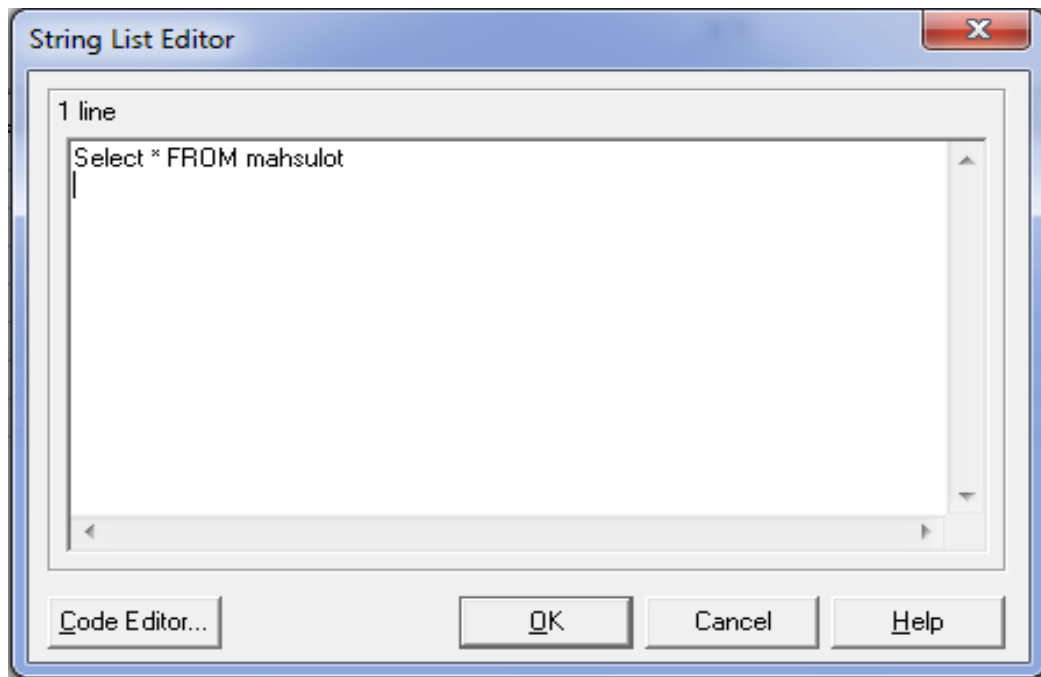 String List Editor
1 line
Select * FROM mahsulot
Code Editor...
OK
Cancel
Help